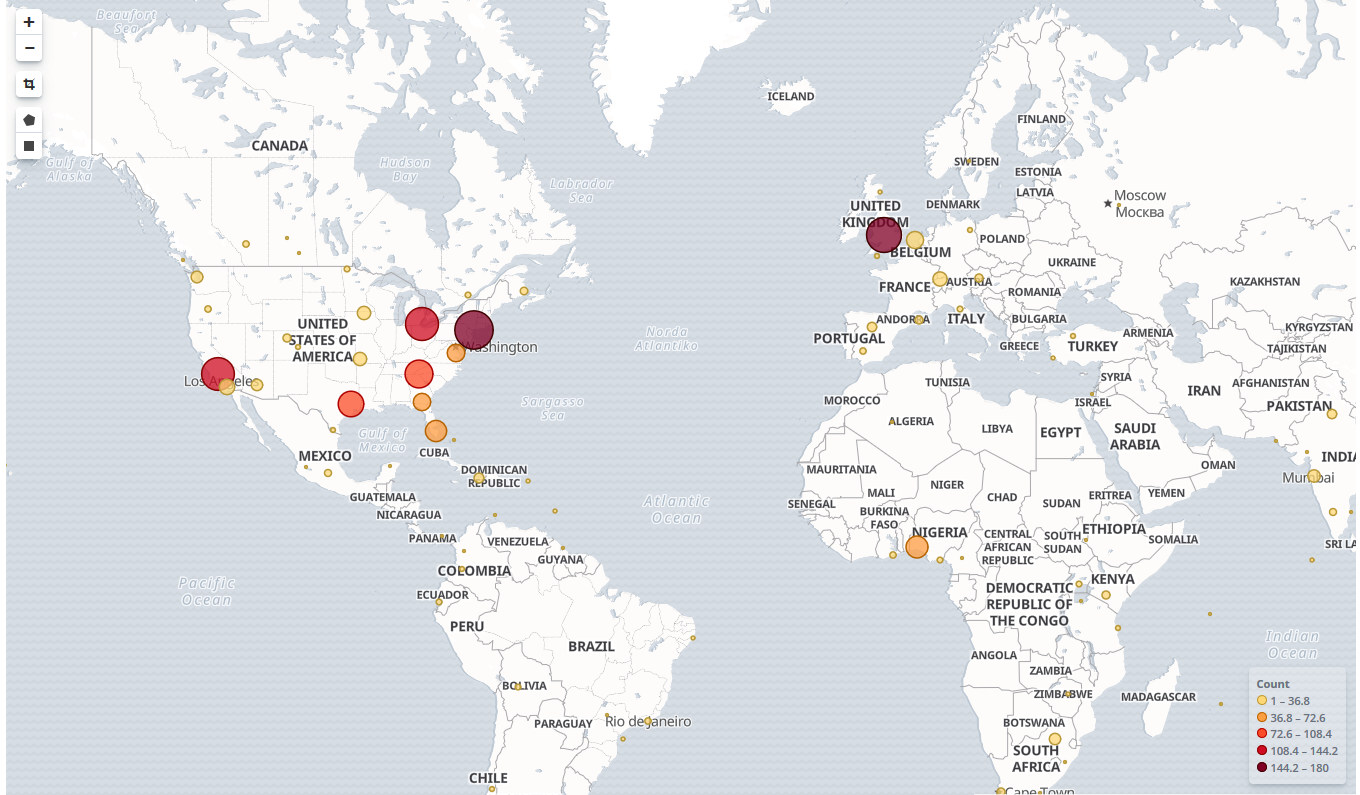 +
−
Beaufort
Sea
ICELAND
FINLAND
CANADA
Hudson
Bay
Gulf of
Alaska
Labrador
Sea
SWEDEN
ESTONIA
LATVIA
Moscow
Москва
UNITED
KINGDOM
DENMARK
POLAND
BELGIUM
UKRAINE
FRANCE
AUSTRIA
ROMANIA
KAZAKHSTAN
UNITED
STATES OF
AMERICA
Washington
Norda
Atlantiko
ANDORRA
ITALY
BULGARIA
PORTUGAL
GREECE
TURKEY
ARMENIA
KYRGYZSTAN
TAJIKISTAN
Los Angeles
TUNISIA
SYRIA
IRAN
AFGHANISTAN
MOROCCO
ISRAEL
PAKISTAN
Sargasso
Sea
ALGERIA
LIBYA
EGYPT
SAUDI
ARABIA
Gulf of
Mexico
CUBA
MEXICO
DOMINICAN
REPUBLIC
MAURITANIA
OMAN
INDIA
Mumbai
GUATEMALA
NICARAGUA
Atlantic
Ocean
SENEGAL
MALI
NIGER
CHAD
SUDAN
ERITREA
YEMEN
BURKINA
FASO
PANAMA
VENEZUELA
GUYANA
NIGERIA
CENTRAL
AFRICAN
REPUBLIC
SOUTH
SUDAN
ETHIOPIA
SOMALIA
SRI LA
COLOMBIA
Pacific
Ocean
ECUADOR
PERU
BRAZIL
DEMOCRATIC
REPUBLIC OF
THE CONGO
KENYA
Indian
Ocean
ANGOLA
ZAMBIA
BOLIVIA
ZIMBABWE
MADAGASCAR
PARAGUAY
Rio de Janeiro
BOTSWANA
SOUTH
AFRICA
CHILE
Cape Town
Count
1 – 36.8
36.8 – 72.6
72.6 – 108.4
108.4 – 144.2
144.2 – 180